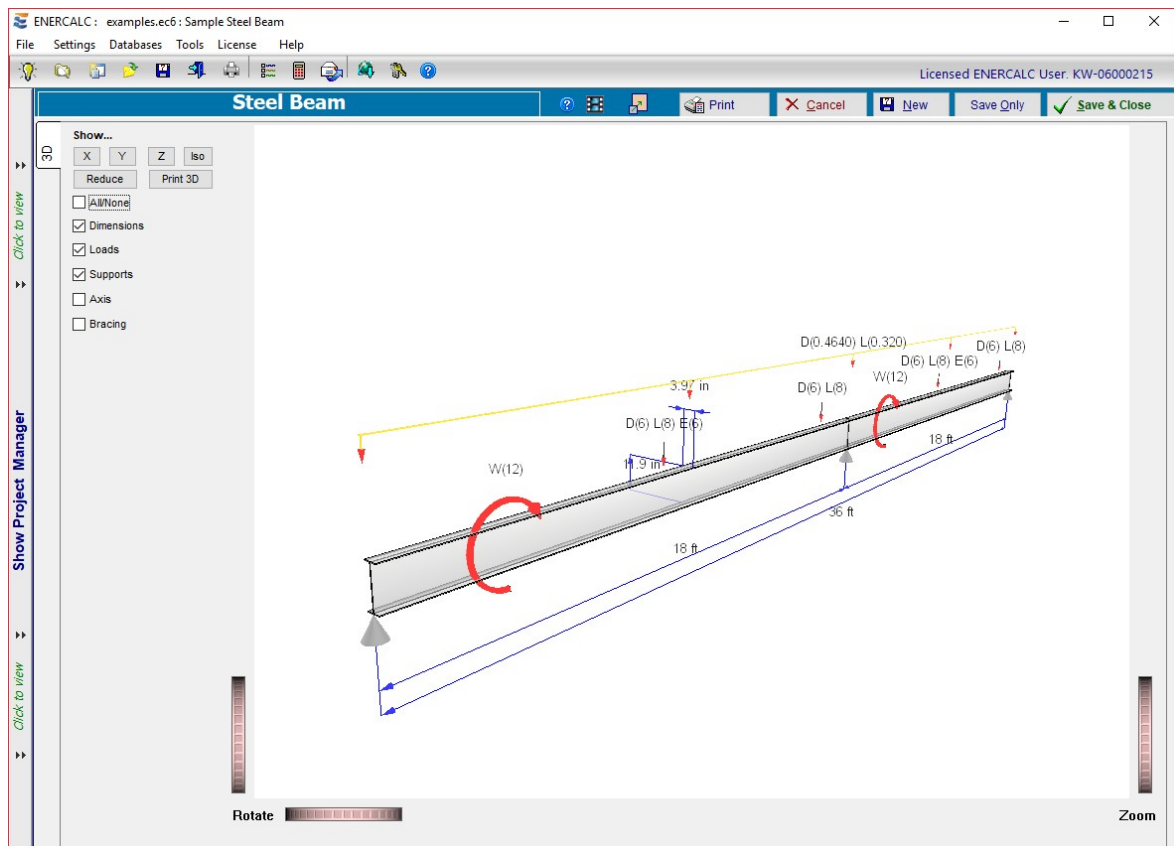 ENERCALC : examples.ec6 : Sample Steel Beam
File Settings Databases Tools License Help
Licensed ENERCALC User. KW-06000215
Steel Beam
Print
Cancel
New
Save Only
Save & Close
3D
Show...
X Y Z Iso
Reduce Print 3D
All/None
Dimensions
Loads
Supports
Axis
Bracing
Click to view
Show Project Manager
Click to view
D(0.4640) L(0.320)
D(6) L(8)
D(6) L(8) E(6)
W(12)
3.97 in
D(6) L(8)
D(6) L(8) E(6)
11.9 in
W(12)
18 ft
36 ft
18 ft
Rotate
Zoom